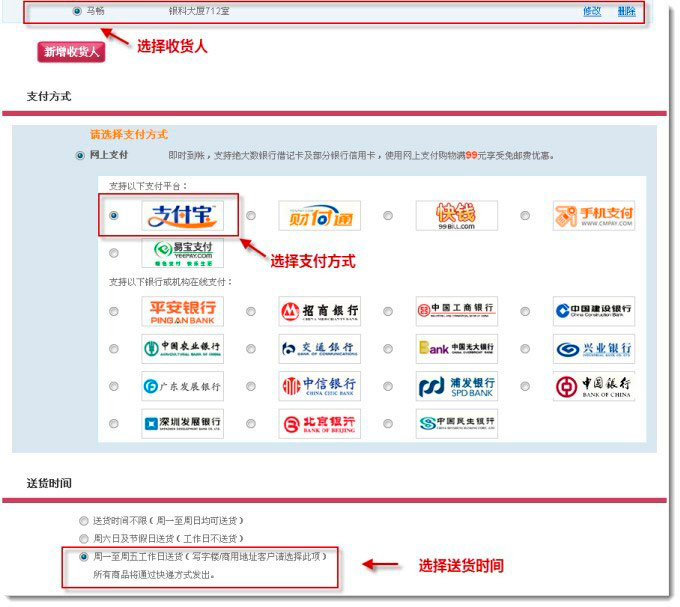 马畅 银科大厦712室 修改 删除
新增收货人 选择收货人
支付方式
请选择支付方式
网上支付 即时到账，支持绝大数银行借记卡及部分银行信用卡，使用网上支付购物满99元享受免邮费优惠。
支持以下支付平台：
支付宝 财付通 快钱 99BILL.com 手机支付 WWW.CMPAY.COM
易宝支付 YEEPAY.COM
选择支付方式
支持以下银行或机构在线支付：
平安银行 PING AN BANK 招商银行 CHINA MERCHANTS BANK 中国工商银行 中国建设银行 China Construction Bank
中国农业银行 AGRICULTURAL BANK OF CHINA 交通银行 BANK OF COMMUNICATIONS Bank 中国光大银行 CHINA EVERBRIGHT BANK 兴业银行
广东发展银行 中信银行 CHINA CITIC BANK 浦发银行 SPD BANK 中国银行 BANK OF CHINA
深圳发展银行 北京银行 BANK OF BEIJING 中国民生银行
送货时间
送货时间不限（周一至周日均可送货）
周六日及节假日送货（工作日不送货）
周一至周五工作日送货（写字楼/商用地址客户请选择此项）
所有商品将通过快递方式发出。
选择送货时间